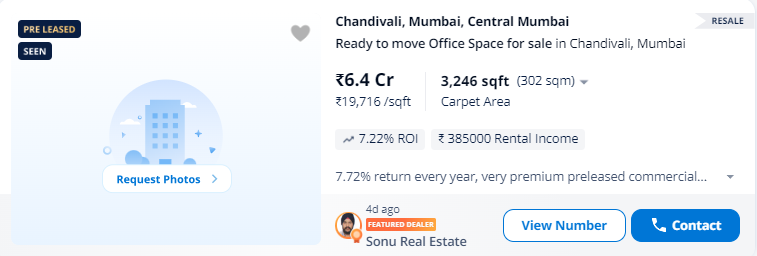 PRE LEASED
SEEN
Request Photos
Chandivali, Mumbai, Central Mumbai
RESALE
Ready to move Office Space for sale in Chandivali, Mumbai
₹6.4 Cr
₹19,716 /sqft
3,246 sqft (302 sqm)
Carpet Area
7.22% ROI
₹ 385000 Rental Income
7.72% return every year, very premium preleased commercial...
4d ago
FEATURED DEALER
Sonu Real Estate
View Number
Contact